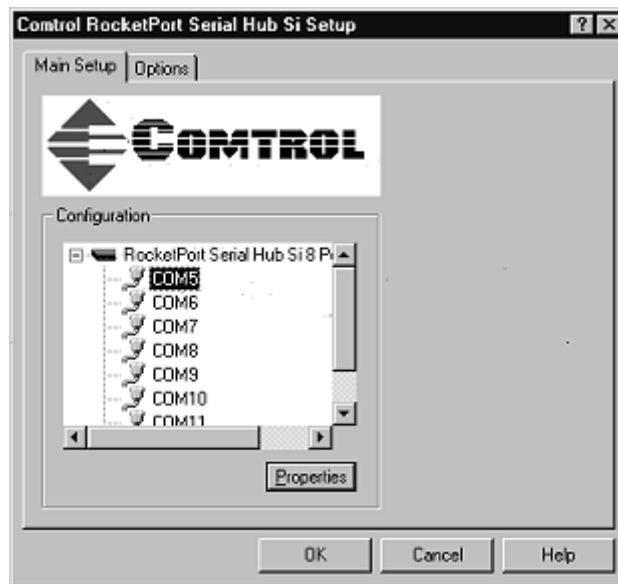 Comtrol RocketPort Serial Hub Si Setup
Main Setup
Options
COMTROL
Configuration
RocketPort Serial Hub Si 8 P
COM5
COM6
COM7
COM8
COM9
COM10
COM11
Properties
OK
Cancel
Help